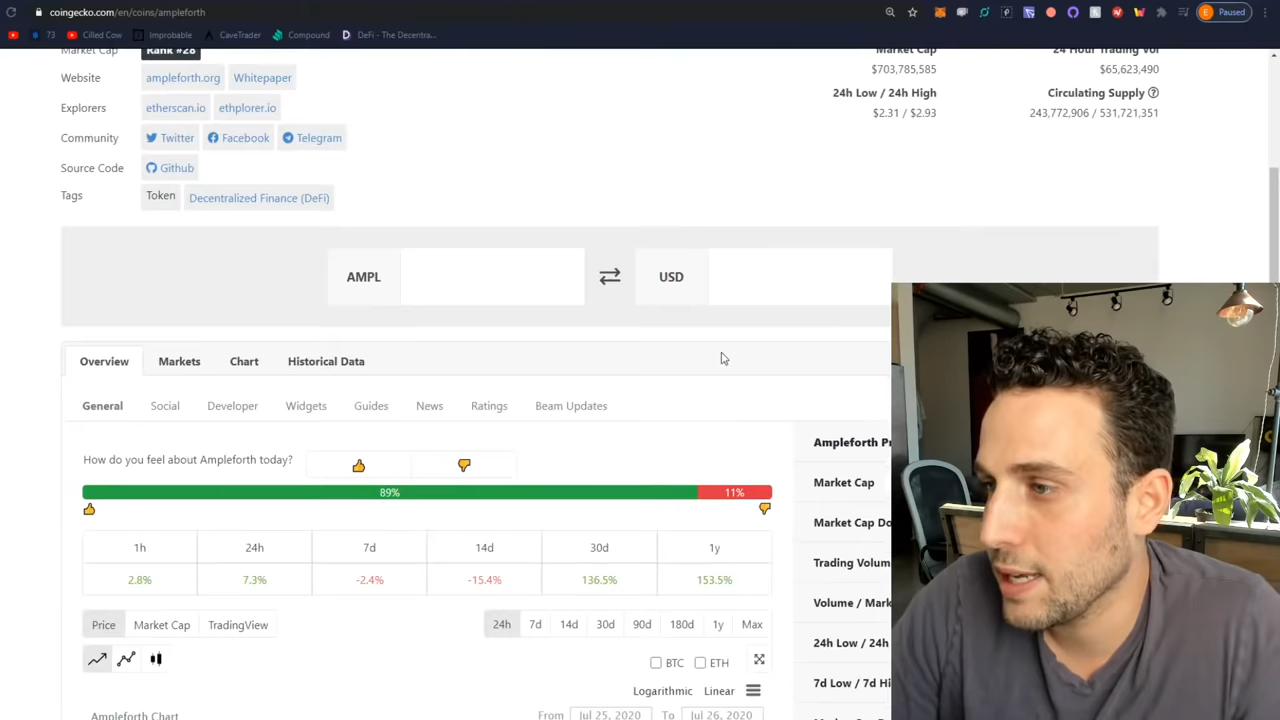 coingecko.com/en/coins/ampleforth
E Paused
73 Cilled Cow Improbable CaveTrader Compound DeFi - The Decentra...
Market Cap Rank #28
Website ampleforth.org Whitepaper
Explorers etherscan.io ethplorer.io
Community Twitter Facebook Telegram
Source Code Github
Tags Token Decentralized Finance (DeFi)
Market Cap 24 Hour Trading Vol
$703,785,585 $65,623,490
24h Low / 24h High Circulating Supply
$2.31 / $2.93 243,772,906 / 531,721,351
AMPL USD
Overview Markets Chart Historical Data
General Social Developer Widgets Guides News Ratings Beam Updates
How do you feel about Ampleforth today?
89% 11%
1h 24h 7d 14d 30d 1y
2.8% 7.3% -2.4% -15.4% 136.5% 153.5%
Price Market Cap TradingView 24h 7d 14d 30d 90d 180d 1y Max
BTC ETH
Logarithmic Linear
Ampleforth Chart From Jul 25, 2020 To Jul 26, 2020
Ampleforth Pr
Market Cap
Market Cap Do
Trading Volum
Volume / Mark
24h Low / 24h
7d Low / 7d Hi